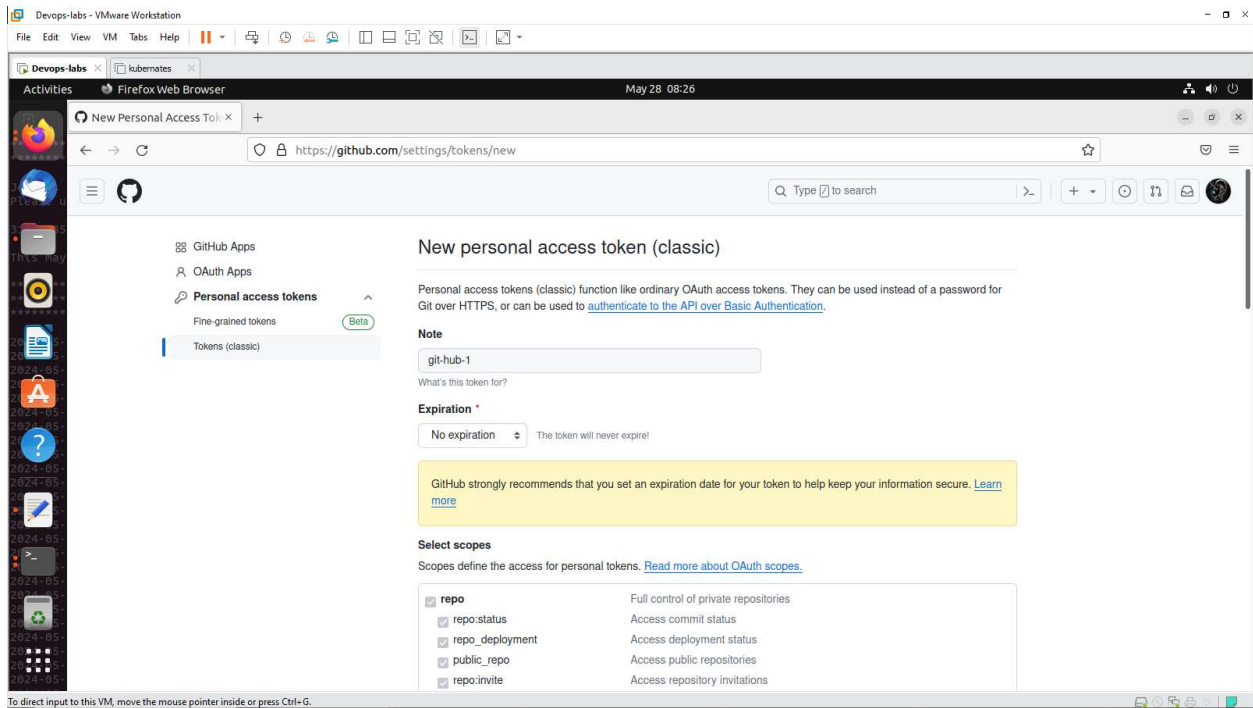 Devops-labs - VMware Workstation
File Edit View VM Tabs Help
Devops-labs kubernetes
Activities Firefox Web Browser May 28 08:26
New Personal Access Tok
https://github.com/settings/tokens/new
Type / to search
GitHub Apps
OAuth Apps
Personal access tokens
Fine-grained tokens Beta
Tokens (classic)
New personal access token (classic)
Personal access tokens (classic) function like ordinary OAuth access tokens. They can be used instead of a password for
Git over HTTPS, or can be used to authenticate to the API over Basic Authentication.
Note
git-hub-1
What's this token for?
Expiration *
No expiration The token will never expire!
GitHub strongly recommends that you set an expiration date for your token to help keep your information secure. Learn
more
Select scopes
Scopes define the access for personal tokens. Read more about OAuth scopes.
repo Full control of private repositories
repo:status Access commit status
repo_deployment Access deployment status
public_repo Access public repositories
repo:invite Access repository invitations
To direct input to this VM, move the mouse pointer inside or press Ctrl+G.